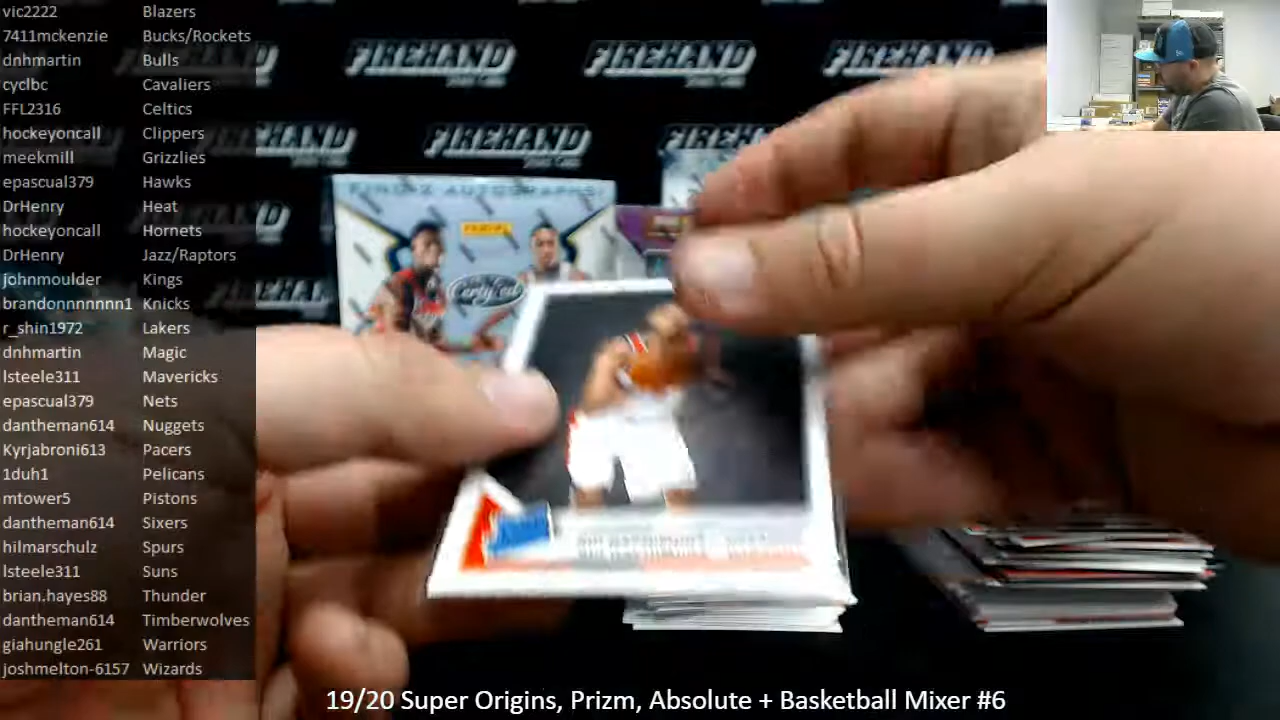 vic2222 Blazers
7411mckenzie Bucks/Rockets
dnhmartin Bulls
cyclbc Cavaliers
FFL2316 Celtics
hockeyoncall Clippers
meekmill Grizzlies
epascual379 Hawks
DrHenry Heat
hockeyoncall Hornets
DrHenry Jazz/Raptors
johnmoulder Kings
brandonnnnnnn1 Knicks
r_shin1972 Lakers
dnhmartin Magic
lsteele311 Mavericks
epascual379 Nets
dantheman614 Nuggets
Kyrjabroni613 Pacers
1duh1 Pelicans
mtower5 Pistons
dantheman614 Sixers
hilmarschulz Spurs
lsteele311 Suns
brian.hayes88 Thunder
dantheman614 Timberwolves
giahungle261 Warriors
joshmelton-6157 Wizards
FIREHAND FIREHAND FIREHAND FIREHAND
FIREHAND FIREHAND FIREHAND
AUTOGRAPHS
PANINI
Certified
19/20 Super Origins, Prizm, Absolute + Basketball Mixer #6